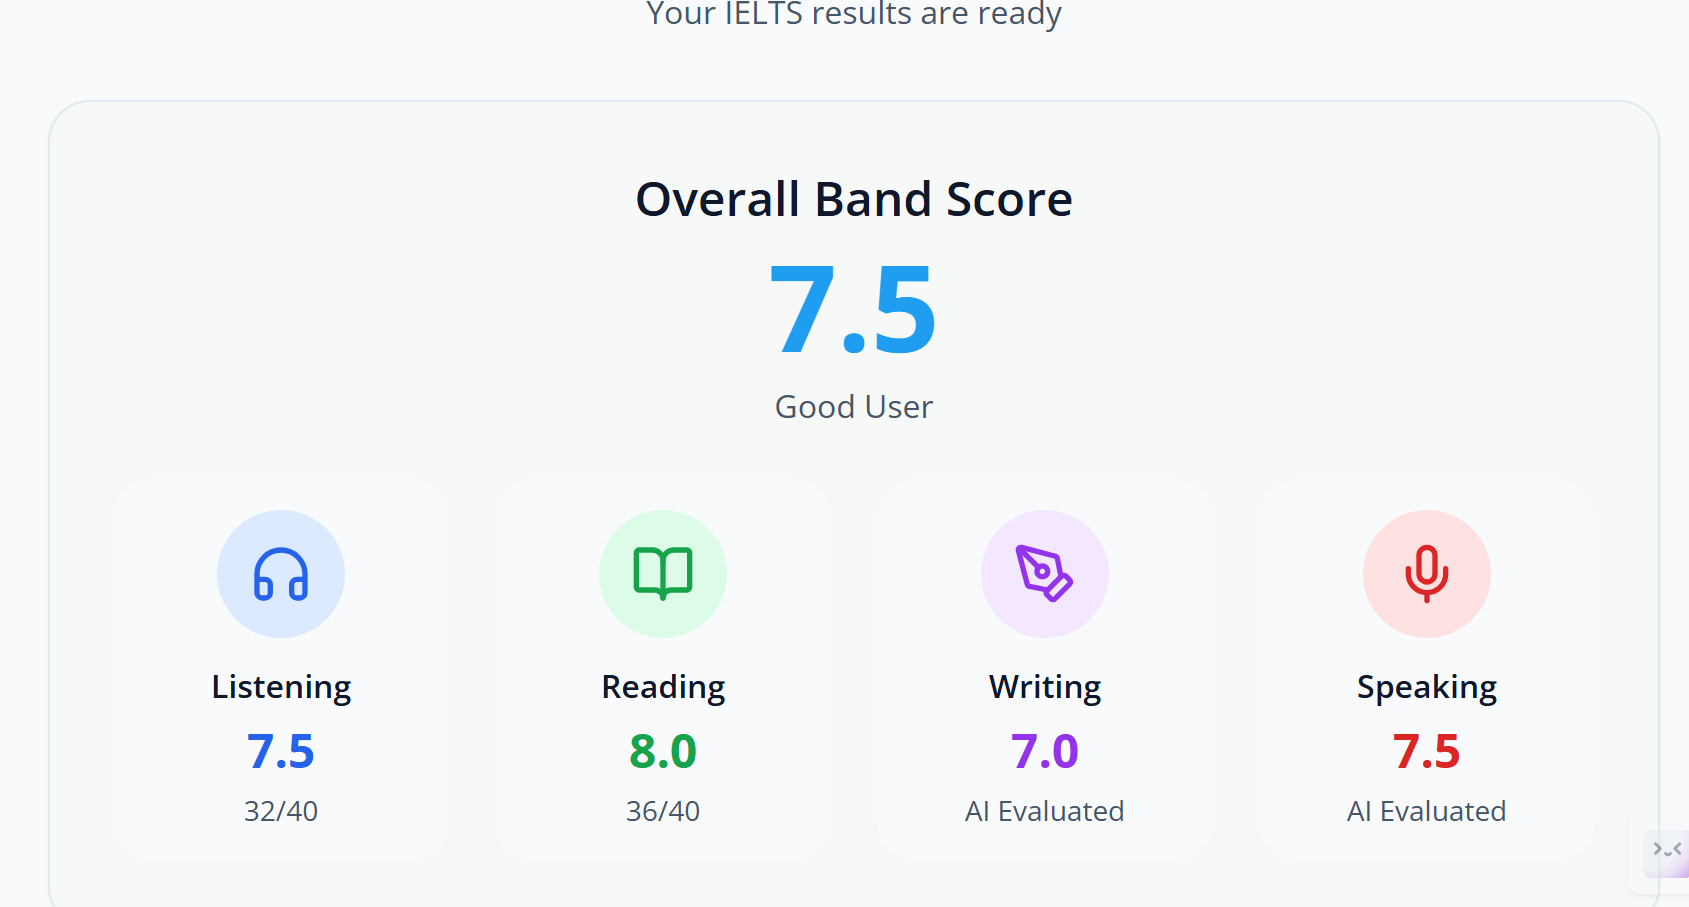 Your IELTS results are ready
Overall Band Score
7.5
Good User
Listening
7.5
32/40
Reading
8.0
36/40
Writing
7.0
AI Evaluated
Speaking
7.5
AI Evaluated